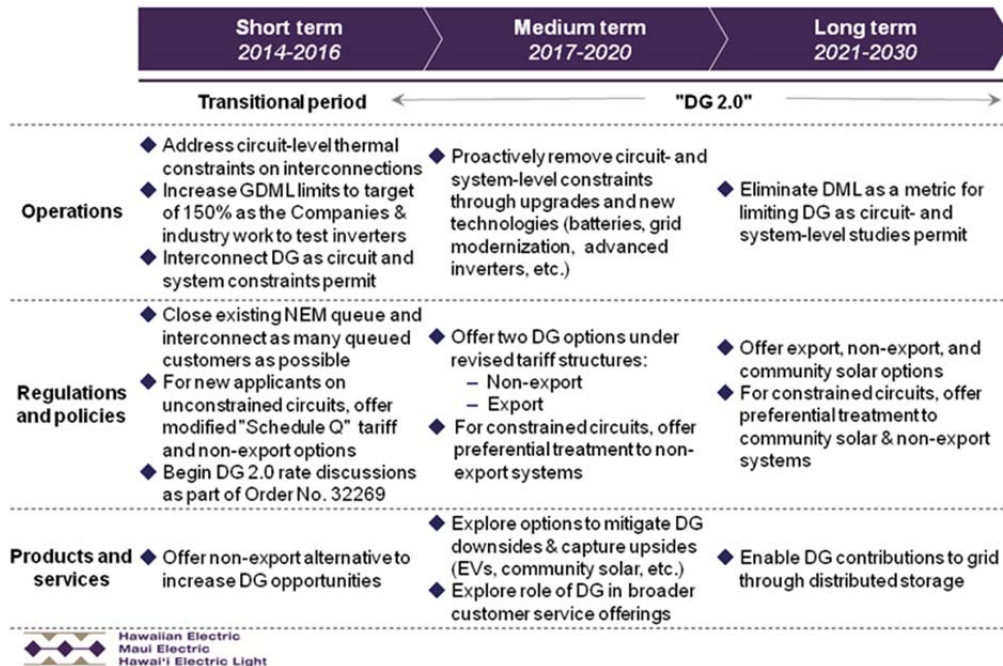 Short term
2014-2016
Medium term
2017-2020
Long term
2021-2030
Transitional period
"DG 2.0"
Operations
◆ Address circuit-level thermal
constraints on interconnections
◆ Increase GDML limits to target
of 150% as the Companies &
industry work to test inverters
◆ Interconnect DG as circuit and
system constraints permit
◆ Proactively remove circuit- and
system-level constraints
through upgrades and new
technologies (batteries, grid
modernization, advanced
inverters, etc.)
◆ Eliminate DML as a metric for
limiting DG as circuit- and
system-level studies permit
Regulations
and policies
◆ Close existing NEM queue and
interconnect as many queued
customers as possible
◆ For new applicants on
unconstrained circuits, offer
modified "Schedule Q" tariff
and non-export options
◆ Begin DG 2.0 rate discussions
as part of Order No. 32269
◆ Offer two DG options under
revised tariff structures:
– Non-export
– Export
◆ For constrained circuits, offer
preferential treatment to non-
export systems
◆ Offer export, non-export, and
community solar options
◆ For constrained circuits, offer
preferential treatment to
community solar & non-export
systems
Products and
services
◆ Offer non-export alternative to
increase DG opportunities
◆ Explore options to mitigate DG
downsides & capture upsides
(EVs, community solar, etc.)
◆ Explore role of DG in broader
customer service offerings
◆ Enable DG contributions to grid
through distributed storage
Hawaiian Electric
Maui Electric
Hawai'i Electric Light